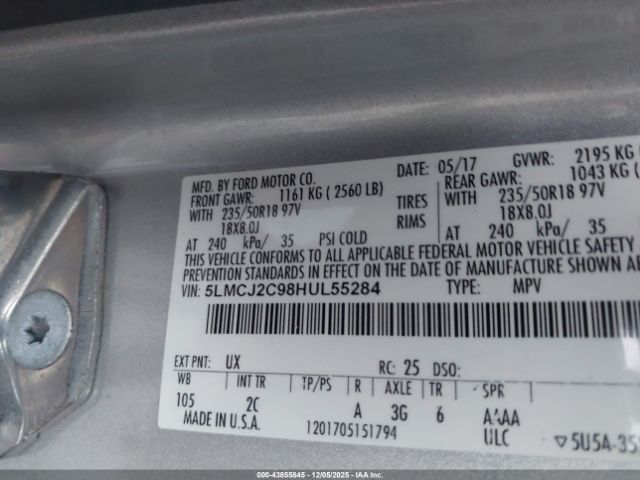 MFD. BY FORD MOTOR CO. DATE: 05/17 GVWR: 2195 KG
FRONT GAWR: 1161 KG ( 2560 LB) REAR GAWR: 1043 KG
WITH 235/50R18 97V TIRES WITH 235/50R18 97V
18X8.0J RIMS 18X8.0J
AT 240 kPa/ 35 PSI COLD AT 240 kPa/ 35
THIS VEHICLE CONFORMS TO ALL APPLICABLE FEDERAL MOTOR VEHICLE SAFETY
PREVENTION STANDARDS IN EFFECT ON THE DATE OF MANUFACTURE SHOWN
VIN: 5LMCJ2C98HUL55284 TYPE: MPV
EXT PNT: UX RC: 25 DSO:
WB INT TR TP/PS R AXLE TR SPR
105 2C A 3G 6 AAAA
MADE IN U.S.A. 1201705151794 ULC ▽5U5A-35
© IAAI - 43855845 - 12/05/2025 - © IAA Inc.